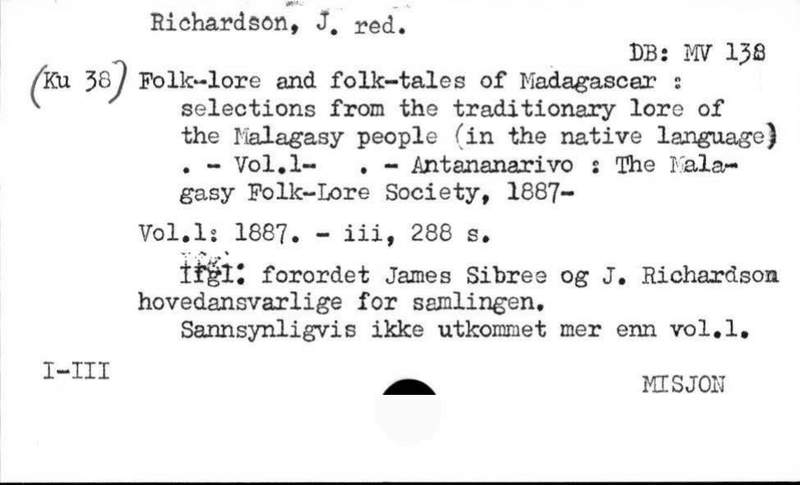 Richardson, J. red.
DB: MV 138
(Ku 38) Folk-lore and folk-tales of Madagascar :
selections from the traditionary lore of
the Malagasy people (in the native language)
. - Vol.1- . - Antananarivo : The Mala-
gasy Folk-Lore Society, 1887-
Vol.1: 1887. - iii, 288 s.
Ifgl: forordet James Sibree og J. Richardson
hovedansvarlige for samlingen.
Sannsynligvis ikke utkommet mer enn vol.1.
I-III
MISJON